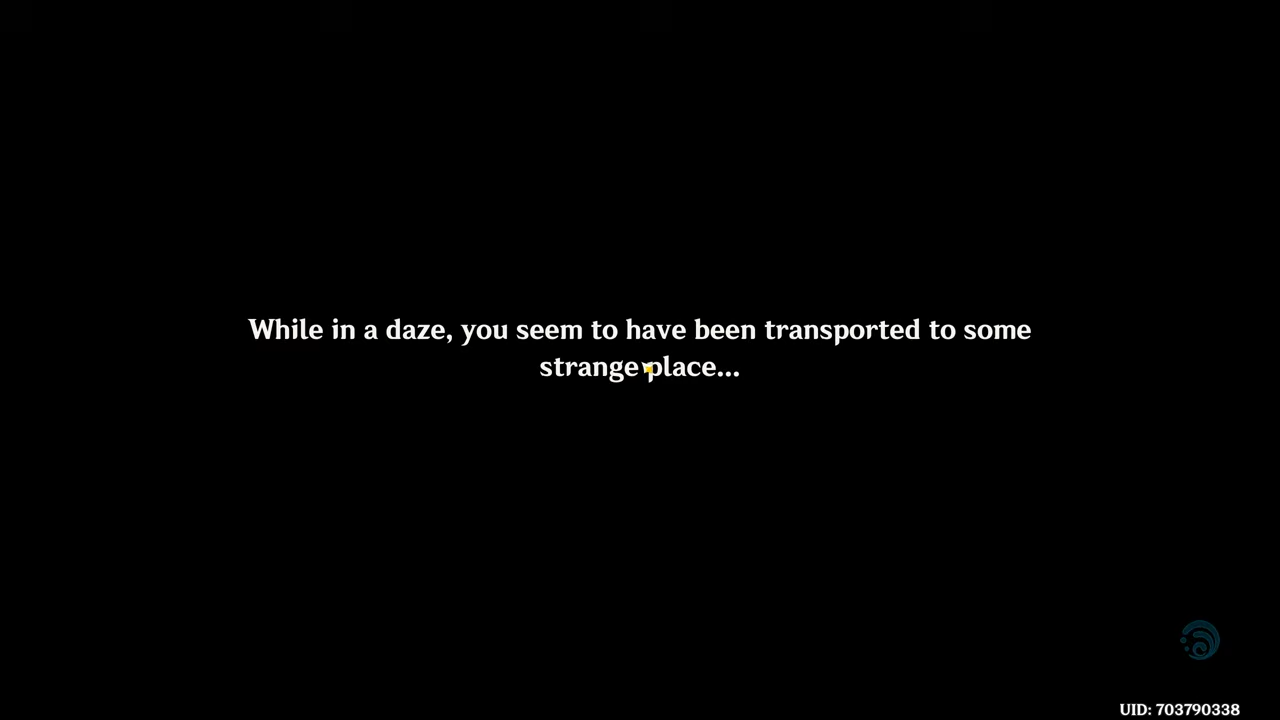 While in a daze, you seem to have been transported to some
strange place...
UID: 703790338